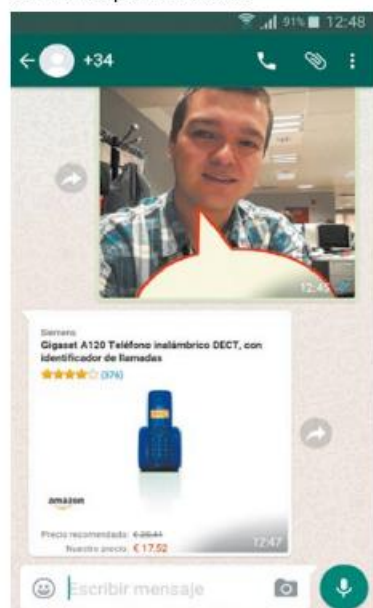 91% 12:48
+34
12:45
Siemens
Gigaset A120 Teléfono inalámbrico DECT, con
identificador de llamadas
(376)
amazon
Precio recomendado: € 20,41
Nuestro precio: € 17.52
12:47
Escribir mensaje